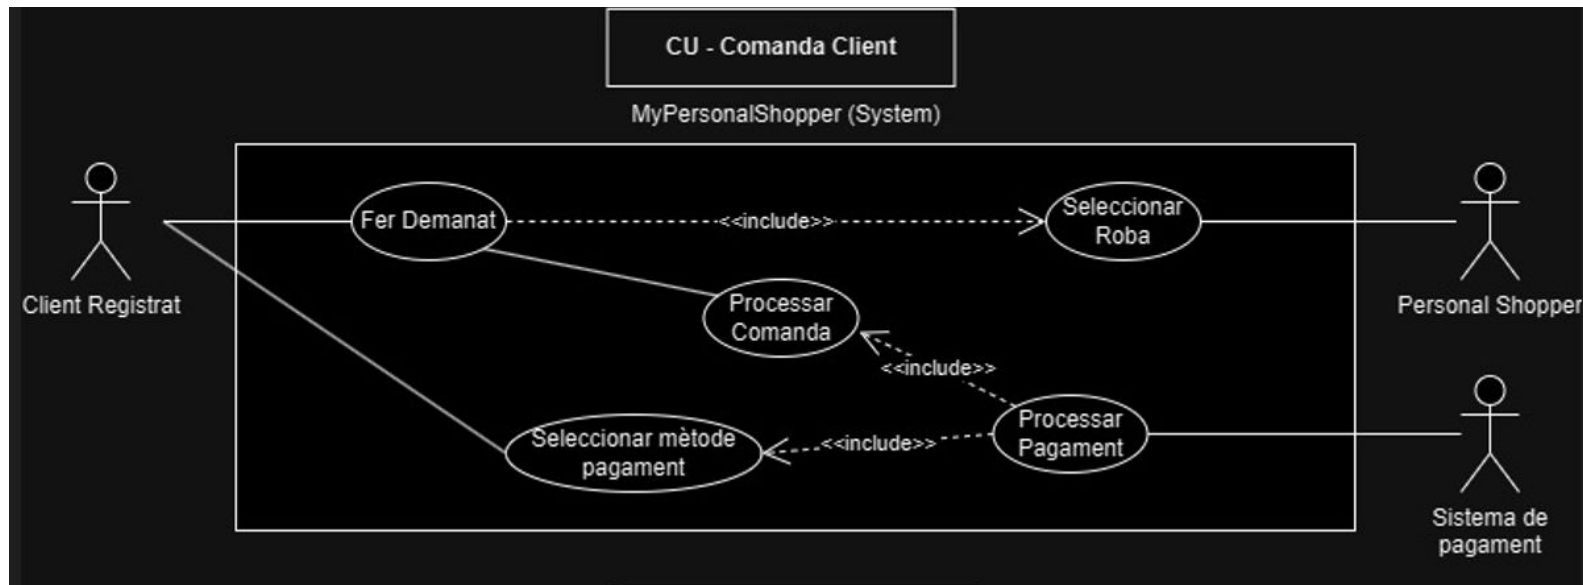 CU - Comanda Client
MyPersonalShopper (System)
Fer Demanat
<<include>>
Seleccionar
Roba
Client Registrat
Processar
Comanda
Personal Shopper
<<include>>
Seleccionar mètode
pagament
<<include>>
Processar
Pagament
Sistema de
pagament